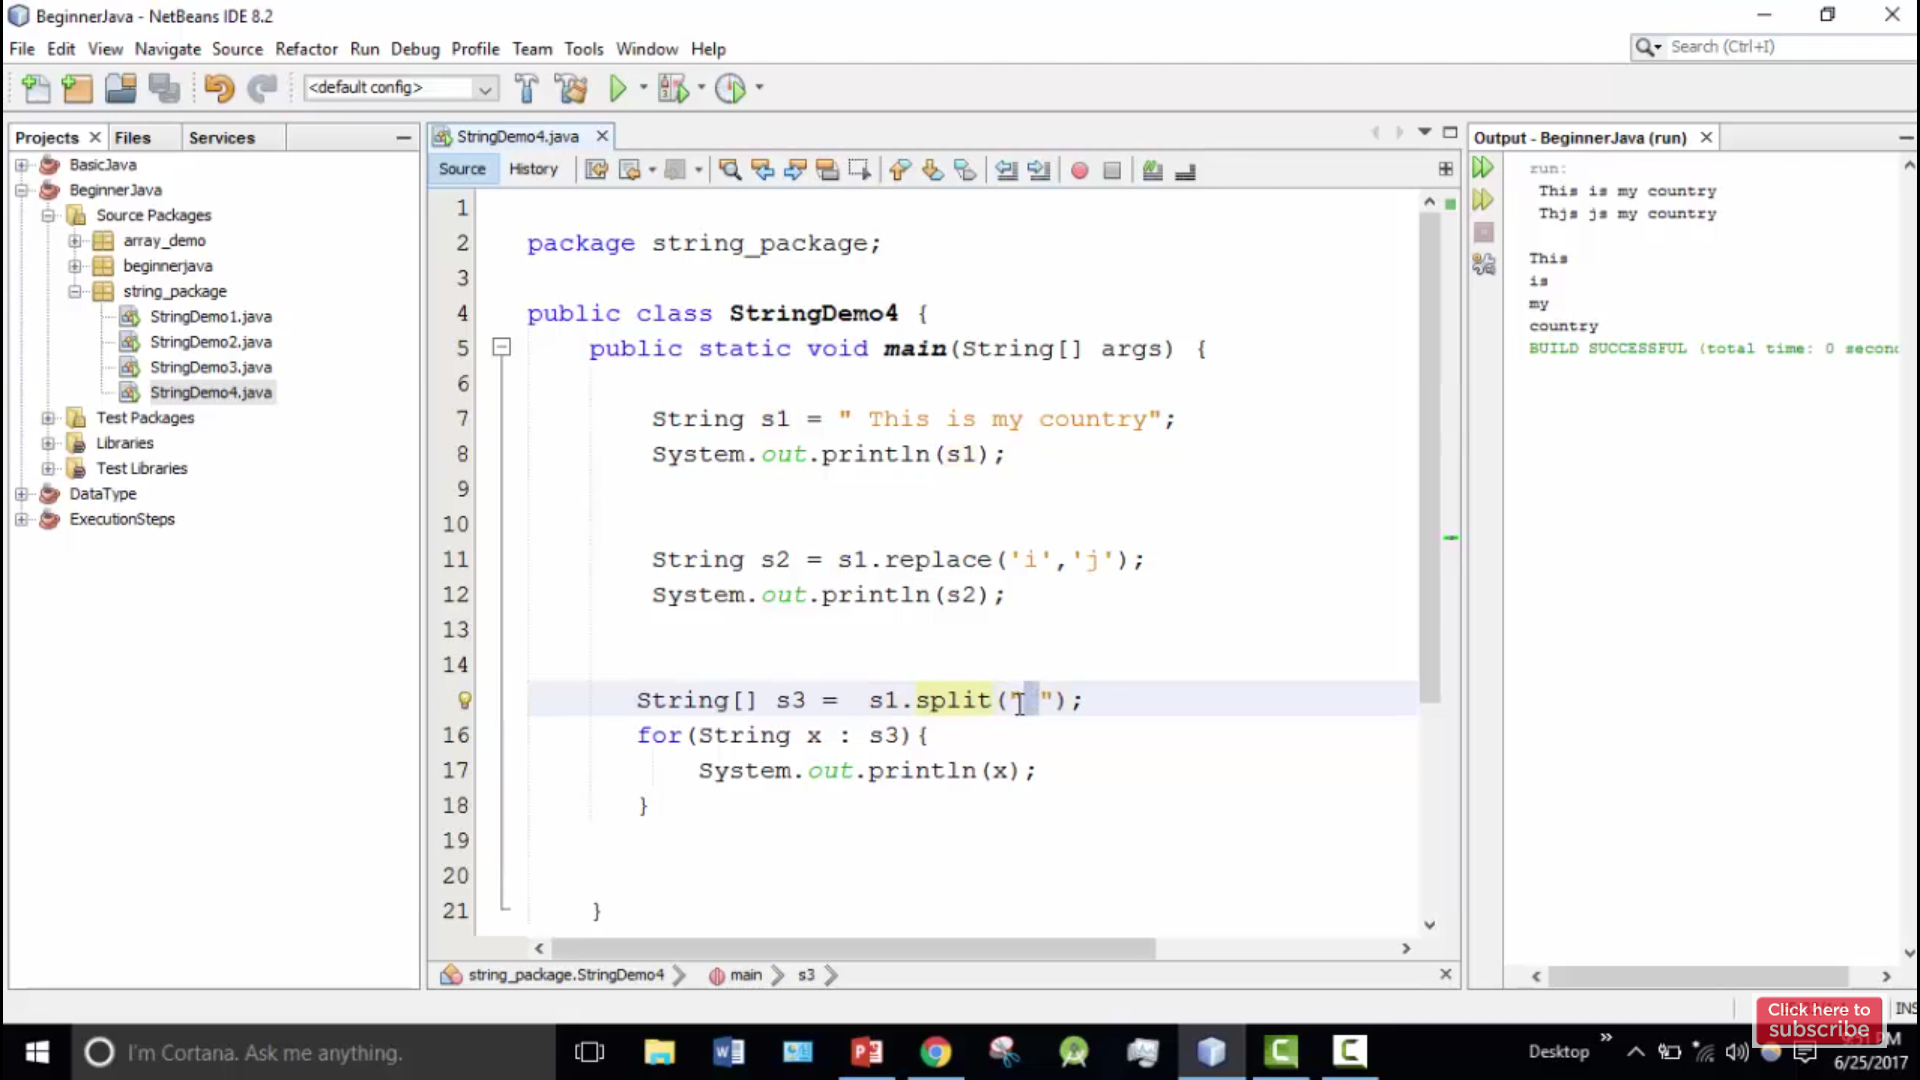 BeginnerJava - NetBeans IDE 8.2
File Edit View Navigate Source Refactor Run Debug Profile Team Tools Window Help
Search (Ctrl+I)
<default config>
Projects Files Services
BasicJava
BeginnerJava
Source Packages
array_demo
beginnerjava
string_package
StringDemo1.java
StringDemo2.java
StringDemo3.java
StringDemo4.java
Test Packages
Libraries
Test Libraries
DataType
ExecutionSteps
StringDemo4.java
Source History
1
2 package string_package;
3
4 public class StringDemo4 {
5 public static void main(String[] args) {
6
7 String s1 = " This is my country";
8 System.out.println(s1);
9
10
11 String s2 = s1.replace('i','j');
12 System.out.println(s2);
13
14
String[] s3 = s1.split(" ");
16 for(String x : s3){
17 System.out.println(x);
18 }
19
20
21 }
string_package.StringDemo4 main s3
Output - BeginnerJava (run)
run:
This is my country
Thjs js my country
This
is
my
country
BUILD SUCCESSFUL (total time: 0 second
INS
Click here to
subscribe
I'm Cortana. Ask me anything.
Desktop
6/25/2017